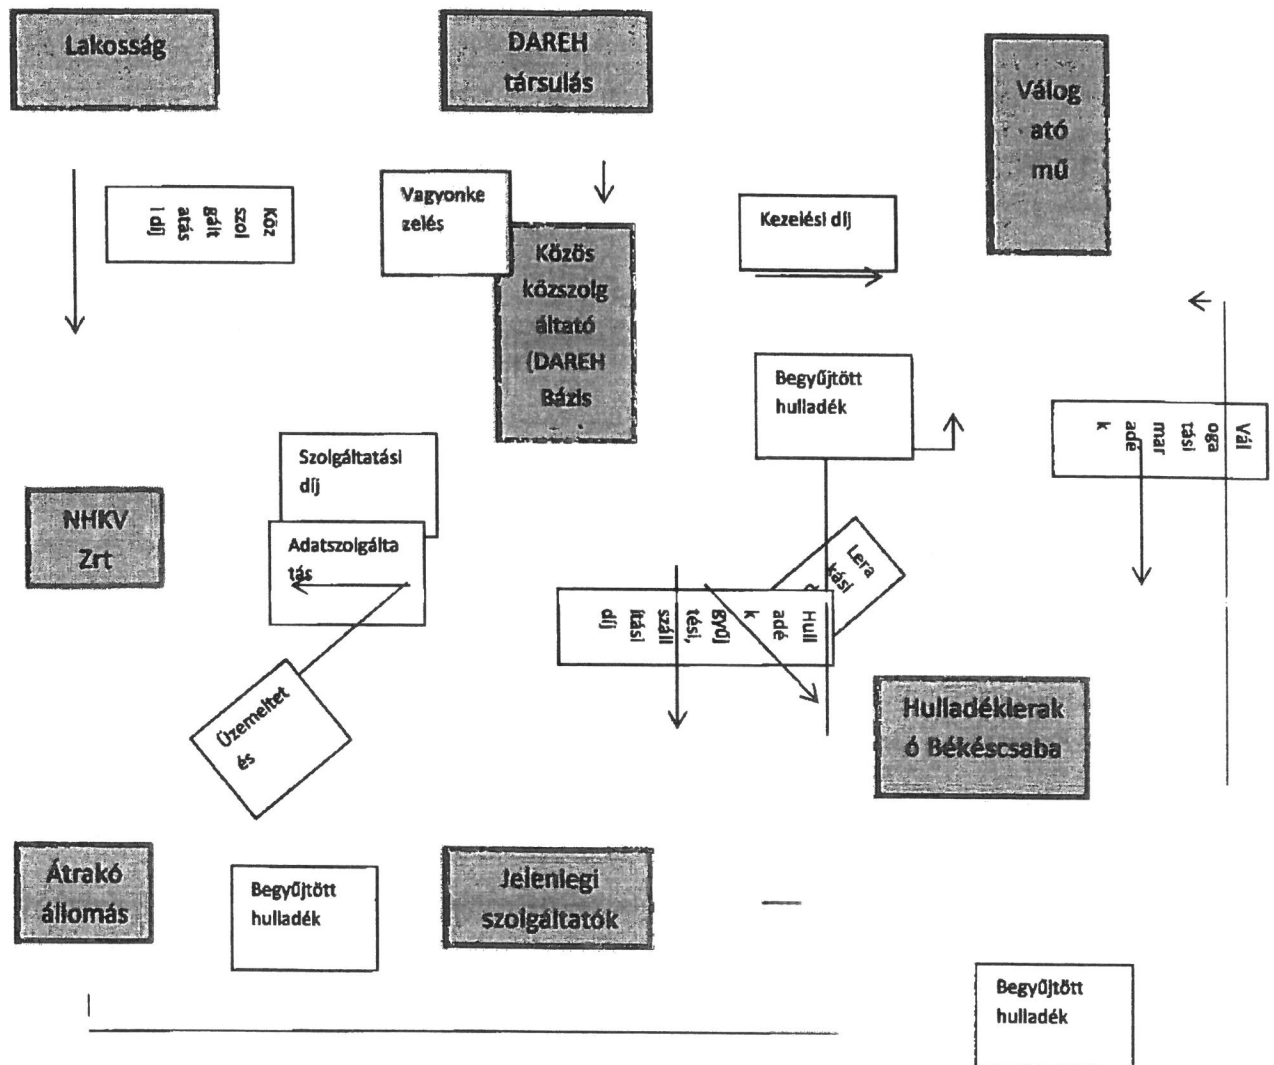 Lakosság
DAREH
társulás
Válog
ató
mű
Köz
szol
gált
atás
i díj
Vagyonke
zelés
Közös
közszolg
áltató
(DAREH
Bázis
Kezelési díj
Begyűjtött
hulladék
Vál
oga
tási
mar
adé
k
Szolgáltatási
díj
NHKV
Zrt
Adatszolgálta
tás
Lera
kási
Hull
adé
k
gyűj
tési,
száll
ítási
díj
Üzemeltet
és
Hulladéklerak
ó Békéscsaba
Átrakó
állomás
Begyűjtött
hulladék
Jelenlegi
szolgáltatók
Begyűjtött
hulladék